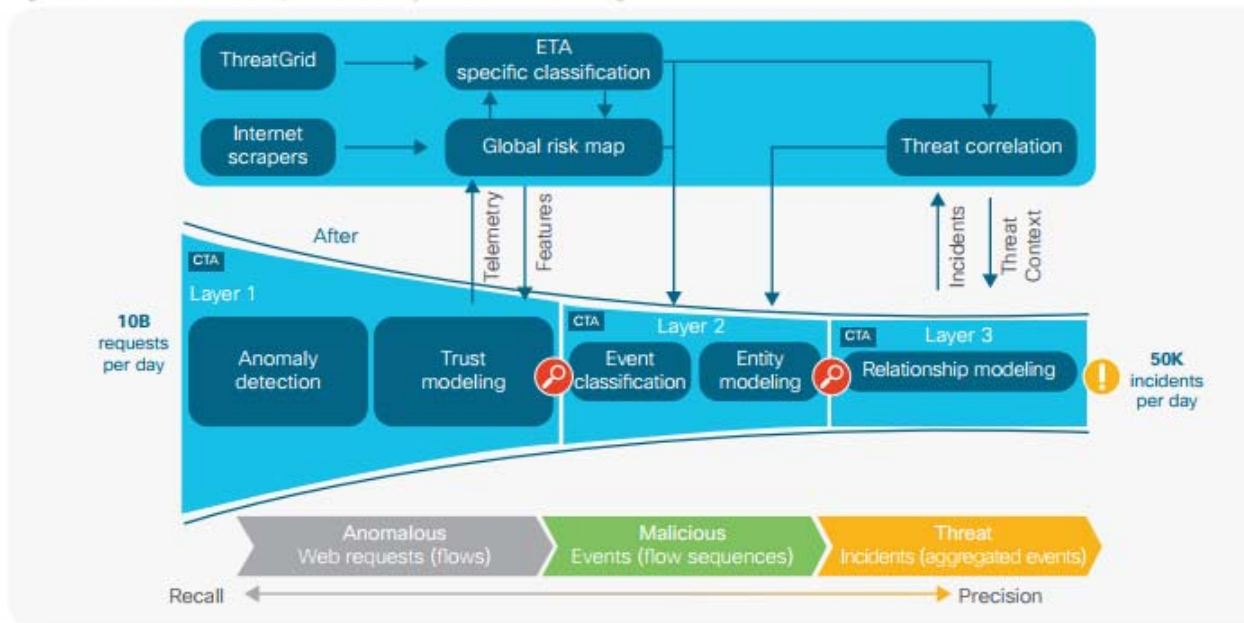 ThreatGrid
ETA
specific classification
Internet
scrapers
Global risk map
Threat correlation
After
Telemetry
Features
Incidents
Threat
Context
CTA
Layer 1
10B
requests
per day
Anomaly
detection
Trust
modeling
CTA
Layer 2
Event
classification
Entity
modeling
CTA
Layer 3
Relationship modeling
50K
incidents
per day
Anomalous
Web requests (flows)
Malicious
Events (flow sequences)
Threat
Incidents (aggregated events)
Recall
Precision